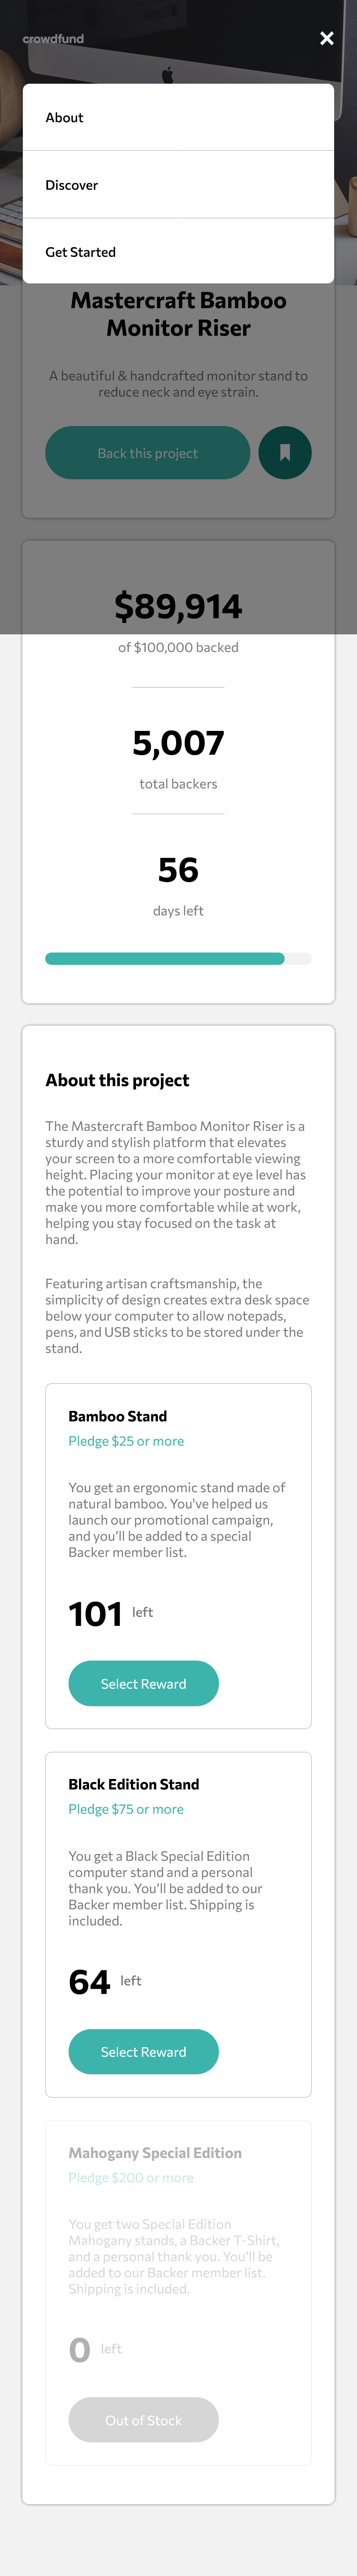 crowdfund
About
Discover
Get Started
Mastercraft Bamboo
Monitor Riser
A beautiful & handcrafted monitor stand to
reduce neck and eye strain.
Back this project
$89,914
of $100,000 backed
5,007
total backers
56
days left
About this project
The Mastercraft Bamboo Monitor Riser is a
sturdy and stylish platform that elevates
your screen to a more comfortable viewing
height. Placing your monitor at eye level has
the potential to improve your posture and
make you more comfortable while at work,
helping you stay focused on the task at
hand.
Featuring artisan craftsmanship, the
simplicity of design creates extra desk space
below your computer to allow notepads,
pens, and USB sticks to be stored under the
stand.
Bamboo Stand
Pledge $25 or more
You get an ergonomic stand made of
natural bamboo. You've helped us
launch our promotional campaign,
and you’ll be added to a special
Backer member list.
101 left
Select Reward
Black Edition Stand
Pledge $75 or more
You get a Black Special Edition
computer stand and a personal
thank you. You’ll be added to our
Backer member list. Shipping is
included.
64 left
Select Reward
Mahogany Special Edition
Pledge $200 or more
You get two Special Edition
Mahogany stands, a Backer T-Shirt,
and a personal thank you. You’ll be
added to our Backer member list.
Shipping is included.
0 left
Out of Stock